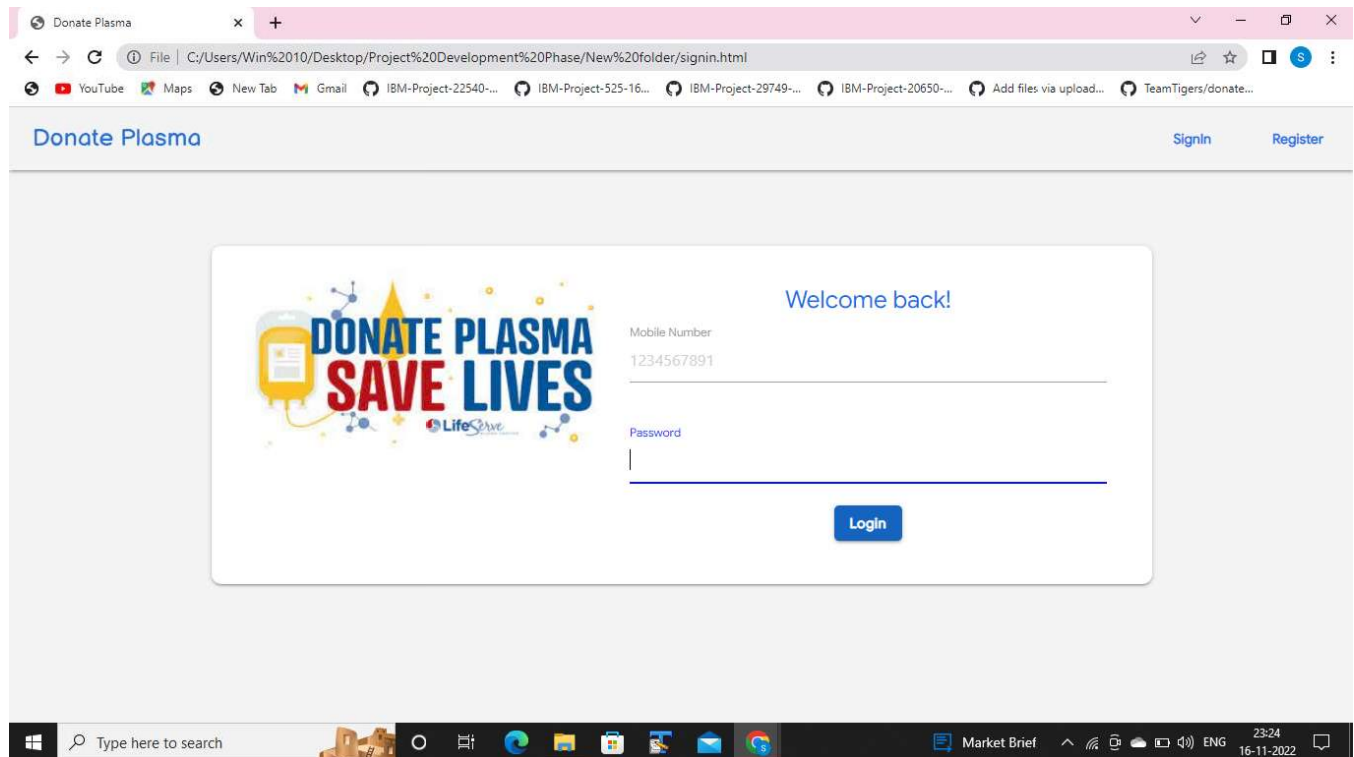 Donate Plasma
File | C:/Users/Win%2010/Desktop/Project%20Development%20Phase/New%20folder/signin.html
S
YouTube Maps New Tab Gmail IBM-Project-22540-... IBM-Project-525-16... IBM-Project-29749-... IBM-Project-20650-... Add files via upload... TeamTigers/donate...
Donate Plasma SignIn Register
DONATE PLASMA
SAVE LIVES
LifeServe
Welcome back!
Mobile Number
1234567891
Password
Login
Type here to search Market Brief ENG 23:24
16-11-2022